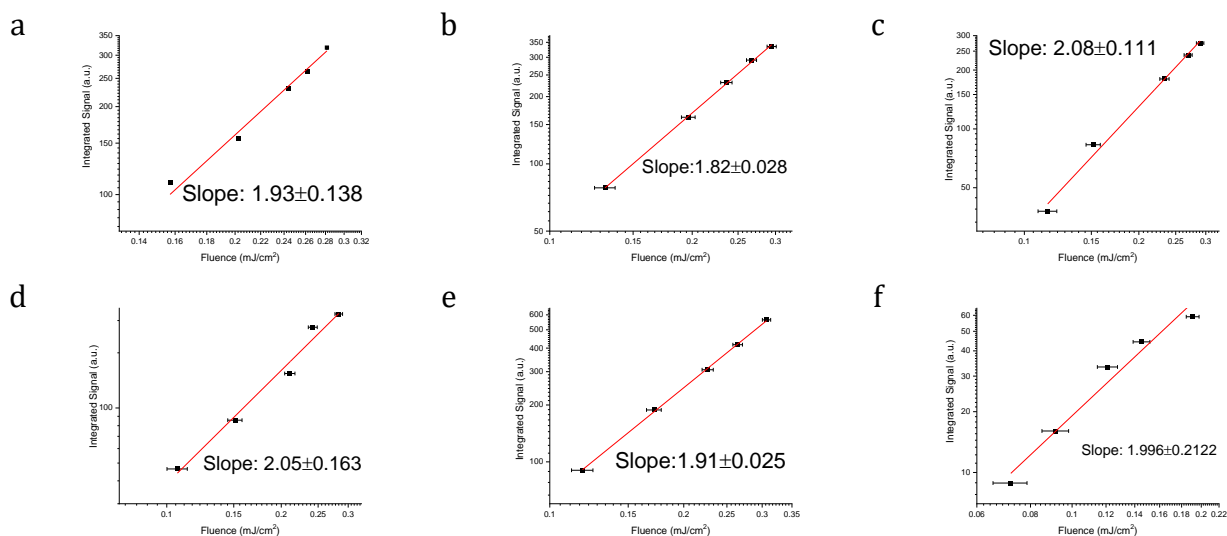 a
350
300
250
200
150
100
Integrated Signal (a.u.)
Slope: 1.93±0.138
0.14 0.16 0.2 0.24 0.26 0.28 0.3 0.32
Fluence (mJ/cm²)
b
350
300
250
200
150
100
50
Integrated Signal (a.u.)
Slope:1.82±0.028
0.1 0.15 0.2 0.25 0.3
Fluence (mJ/cm²)
c
300
250
200
150
100
50
Integrated Signal (a.u.)
Slope: 2.08±0.111
0.1 0.15 0.2 0.25 0.3
Fluence (mJ/cm²)
d
100
Integrated Signal (a.u.)
Slope: 2.05±0.163
0.1 0.15 0.2 0.25 0.3
Fluence (mJ/cm²)
e
600
500
400
300
200
100
Integrated Signal (a.u.)
Slope:1.91±0.025
0.1 0.15 0.2 0.25 0.3 0.35
Fluence (mJ/cm²)
f
60
50
40
30
20
10
Integrated Signal (a.u.)
Slope: 1.996±0.2122
0.06 0.08 0.1 0.12 0.14 0.16 0.18 0.2 0.22
Fluence (mJ/cm²)